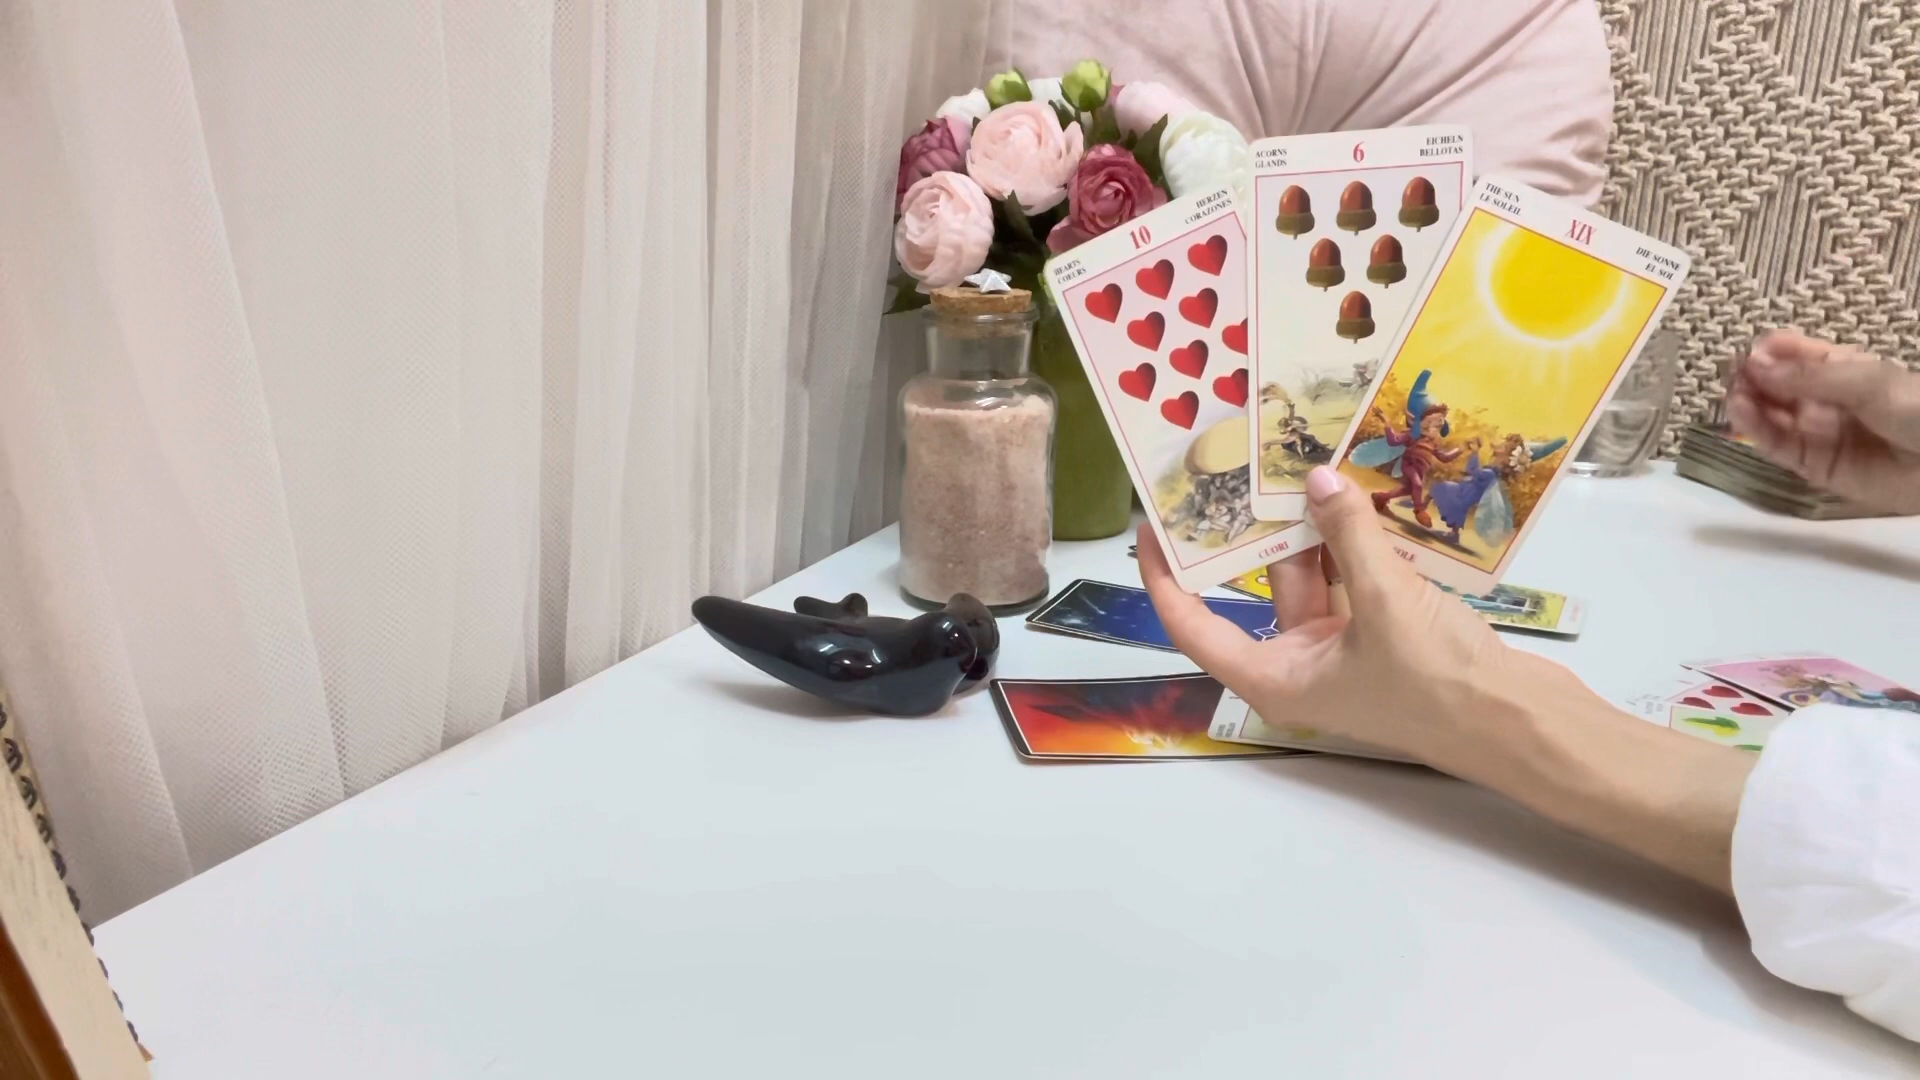 HEARTS
COEURS
10
HERZEN
CORAZONES
CUORI
ACORNS
GLANDS
6
EICHELN
BELLOTAS
THE SUN
LE SOLEIL
XIX
DIE SONNE
EL SOL
SOLE